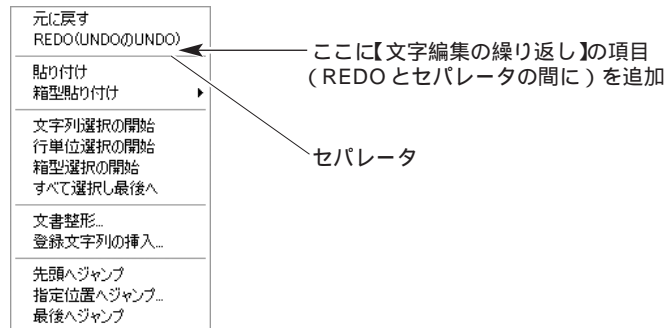 元に戻す
REDO(UNDOのUNDO)
貼り付け
箱型貼り付け
文字列選択の開始
行単位選択の開始
箱型選択の開始
すべて選択し最後へ
文書整形...
登録文字列の挿入...
先頭へジャンプ
指定位置へジャンプ...
最後へジャンプ
ここに【文字編集の繰り返し】の項目
(REDOとセパレータの間に)を追加
セパレータ